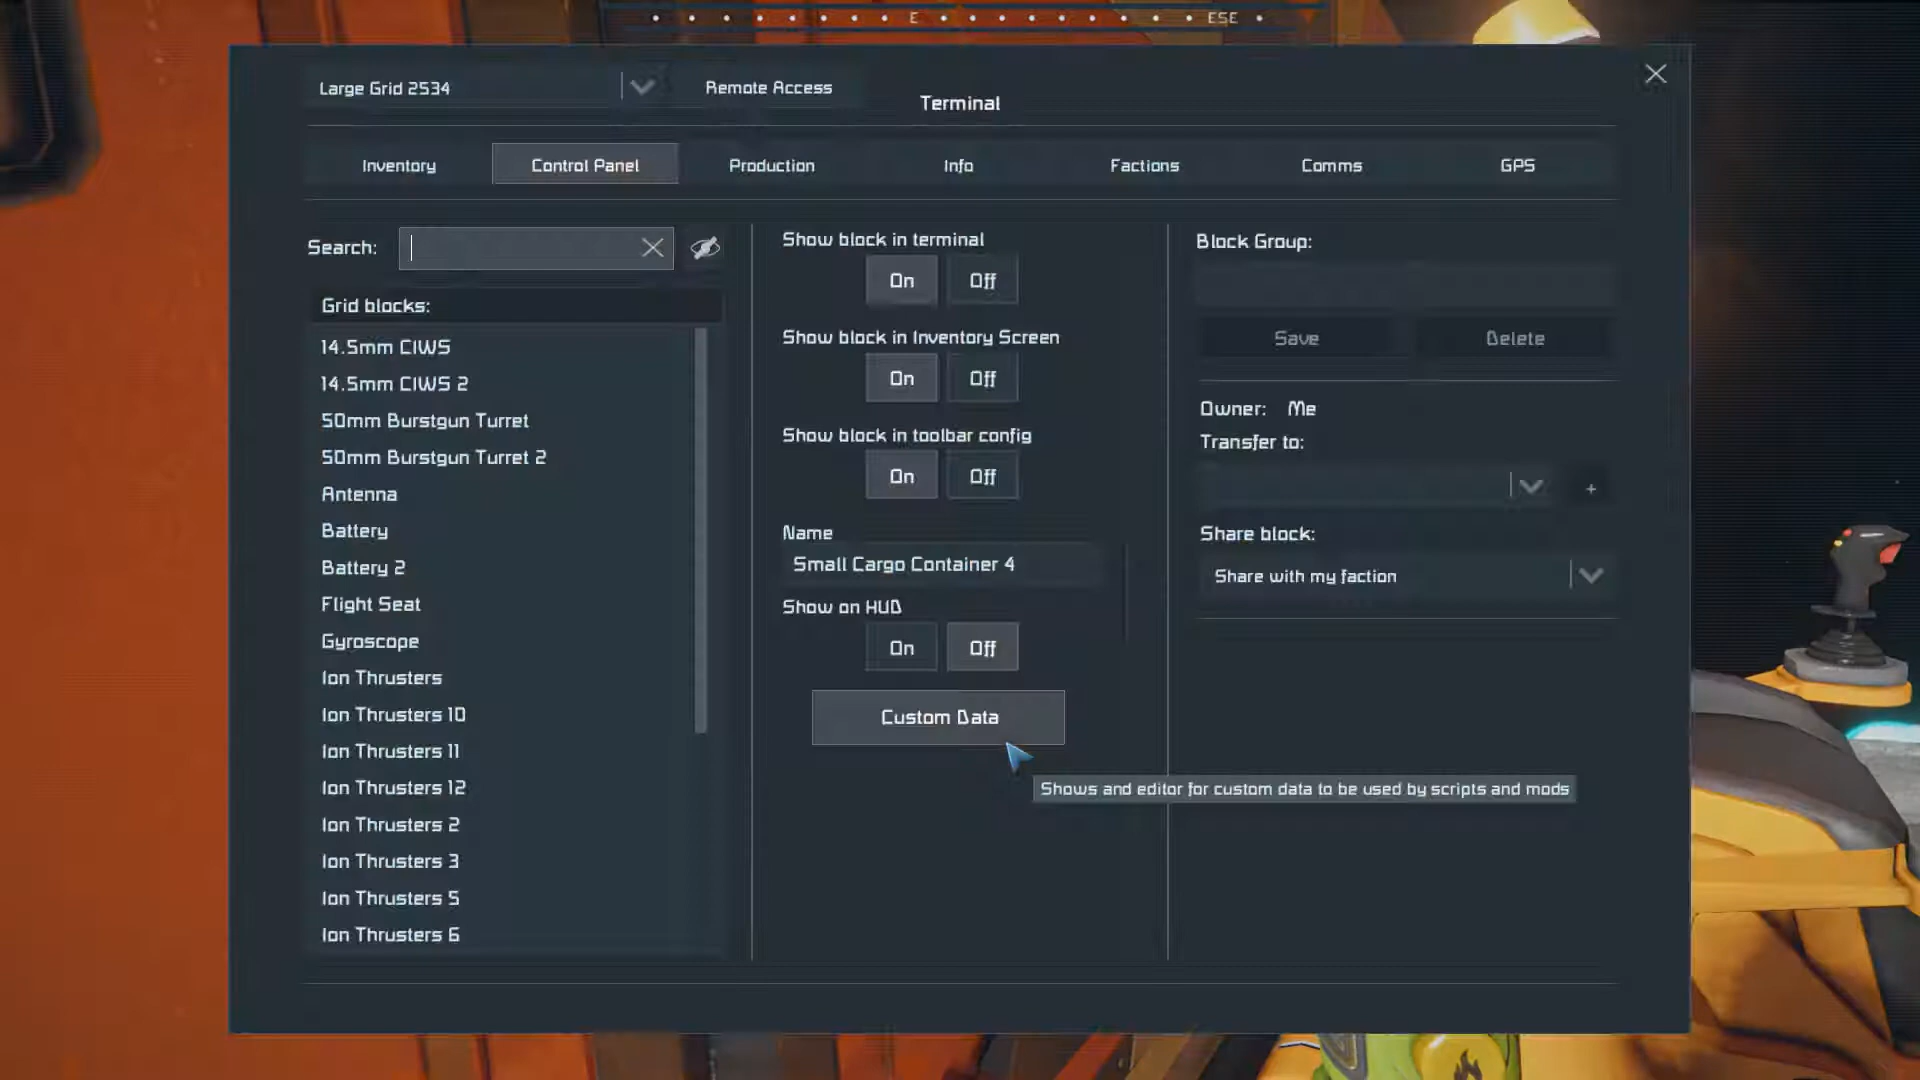 E ESE
Large Grid 2534
Remote Access
Terminal
Inventory Control Panel Production Info Factions Comms GPS
Search:
Grid blocks:
14.5mm CIWS
14.5mm CIWS 2
50mm Burstgun Turret
50mm Burstgun Turret 2
Antenna
Battery
Battery 2
Flight Seat
Gyroscope
Ion Thrusters
Ion Thrusters 10
Ion Thrusters 11
Ion Thrusters 12
Ion Thrusters 2
Ion Thrusters 3
Ion Thrusters 5
Ion Thrusters 6
Show block in terminal
On Off
Show block in Inventory Screen
On Off
Show block in toolbar config
On Off
Name
Small Cargo Container 4
Show on HUD
On Off
Custom Data
Shows and editor for custom data to be used by scripts and mods
Block Group:
Save Delete
Owner: Me
Transfer to:
+
Share block:
Share with my faction